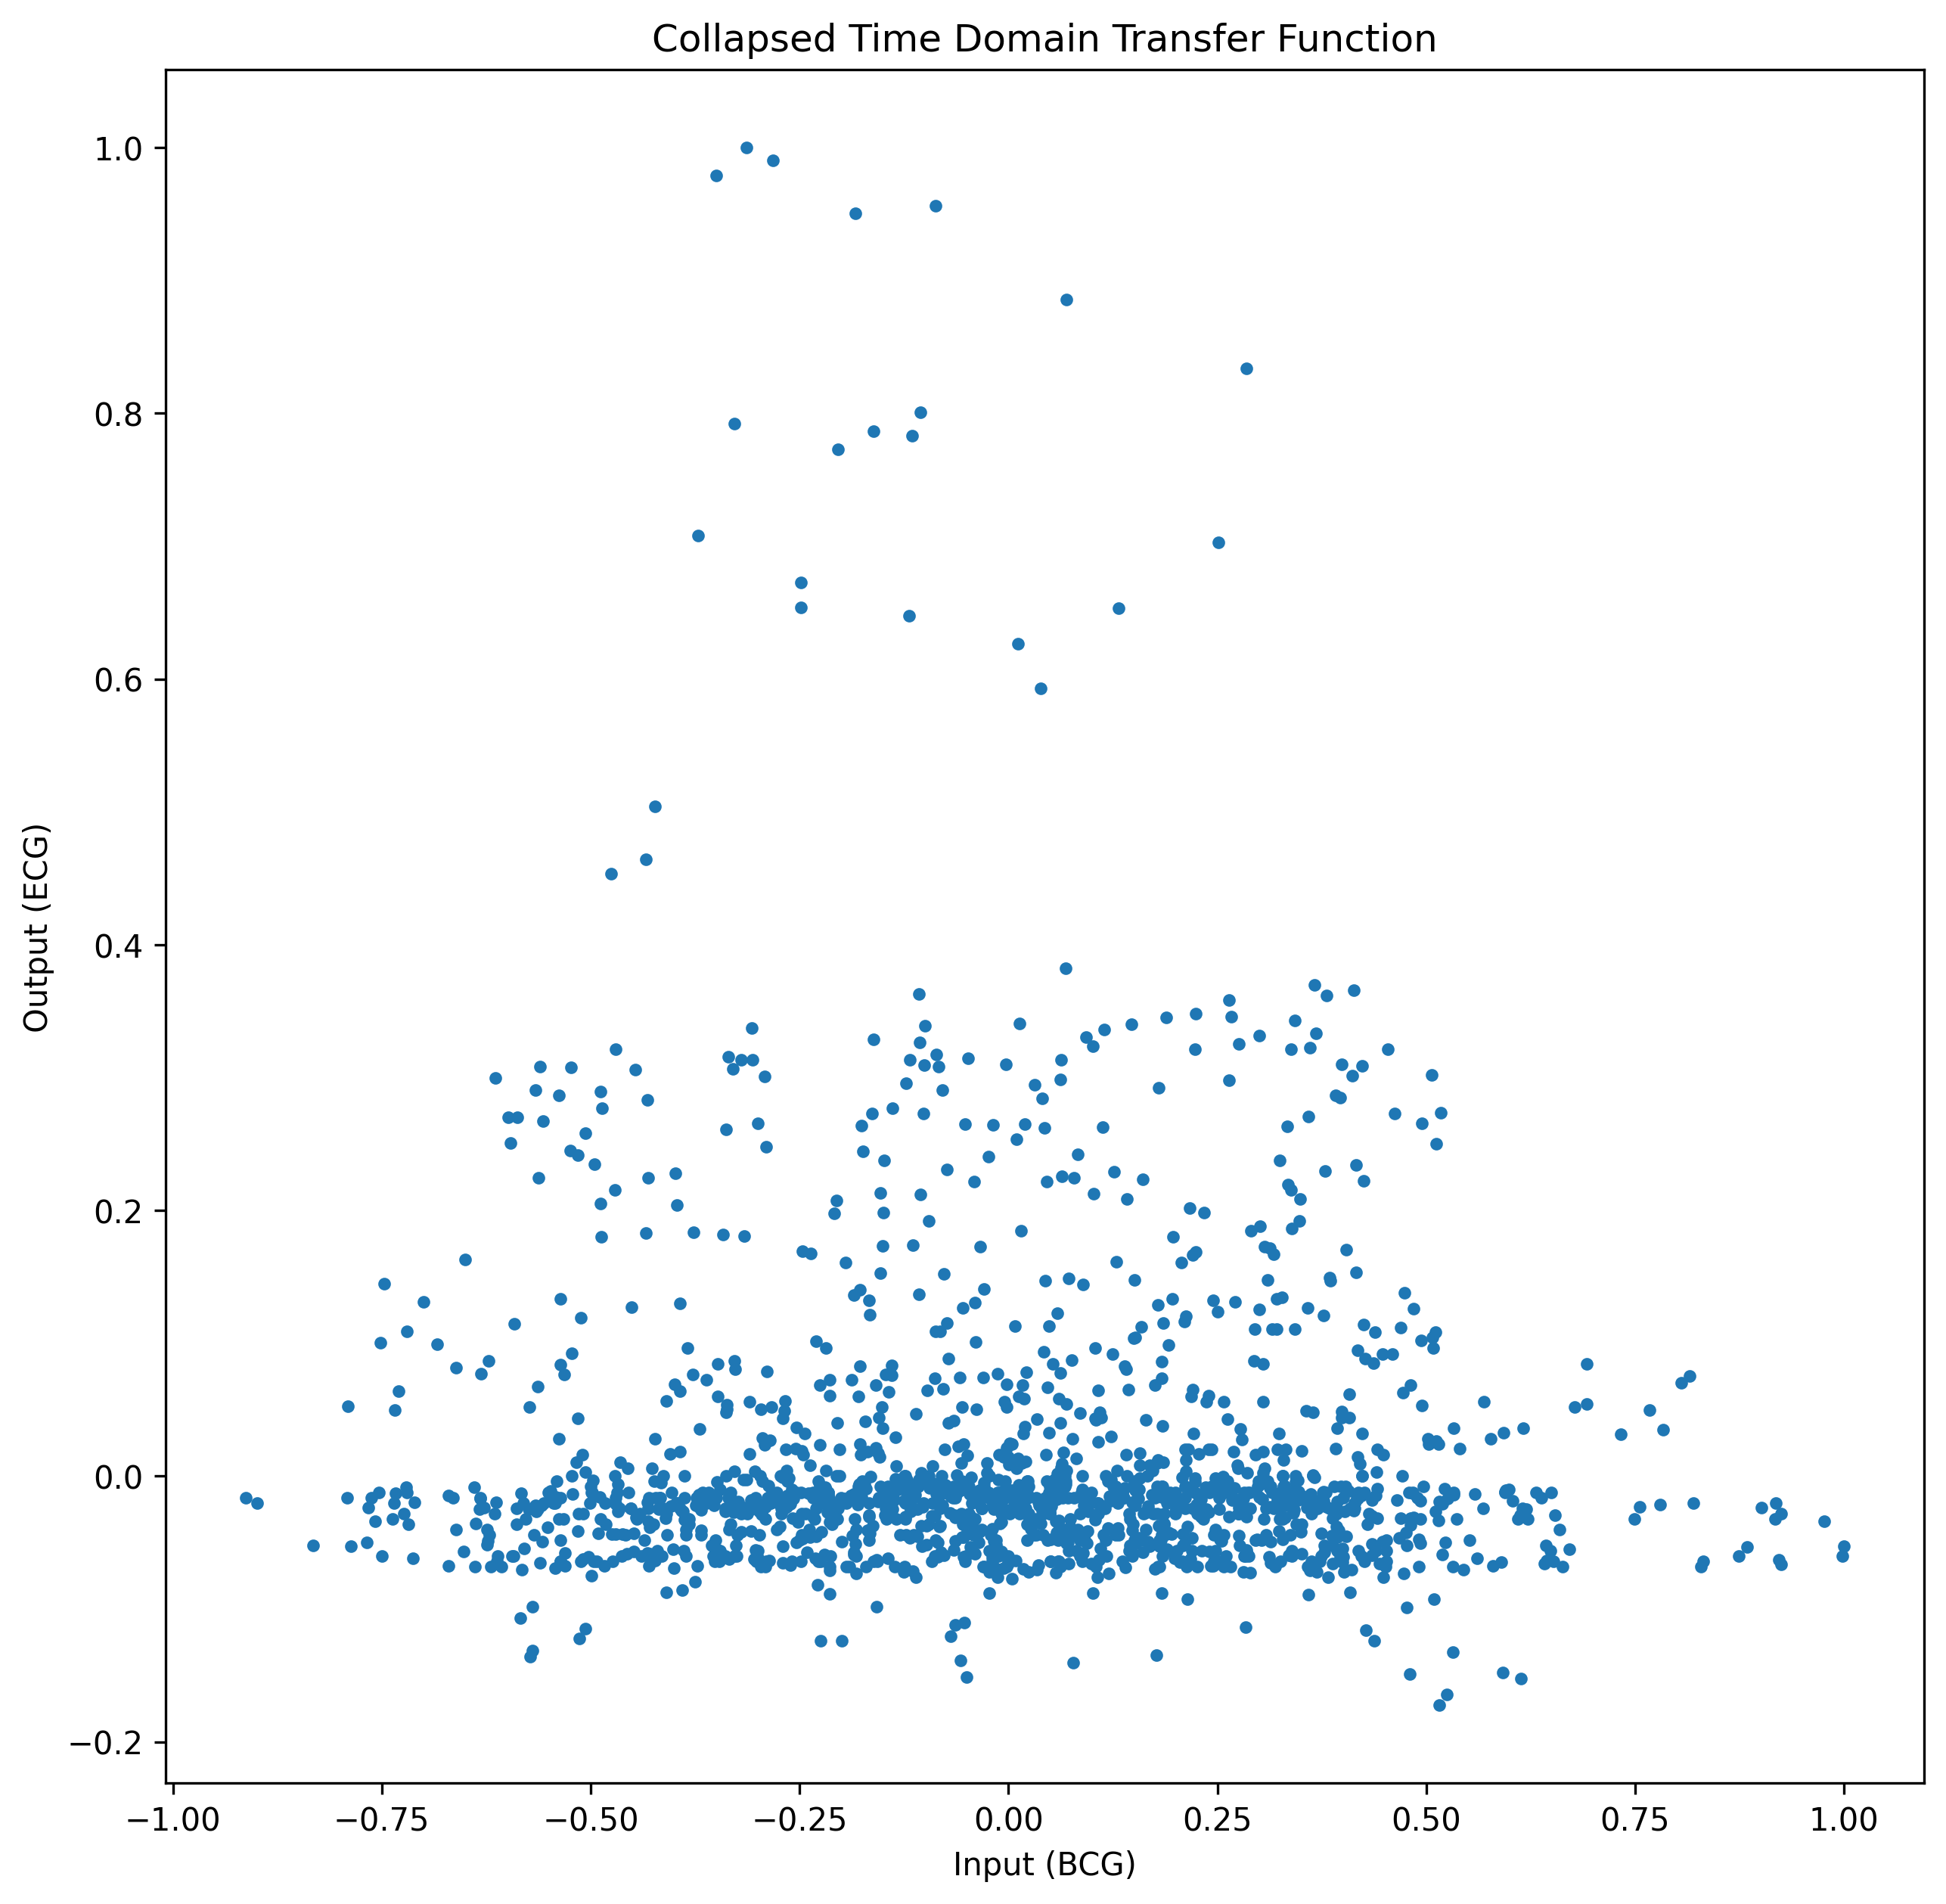 Collapsed Time Domain Transfer Function
1.0
0.8
0.6
0.4
0.2
0.0
−0.2
Output (ECG)
−1.00 −0.75 −0.50 −0.25 0.00 0.25 0.50 0.75 1.00
Input (BCG)